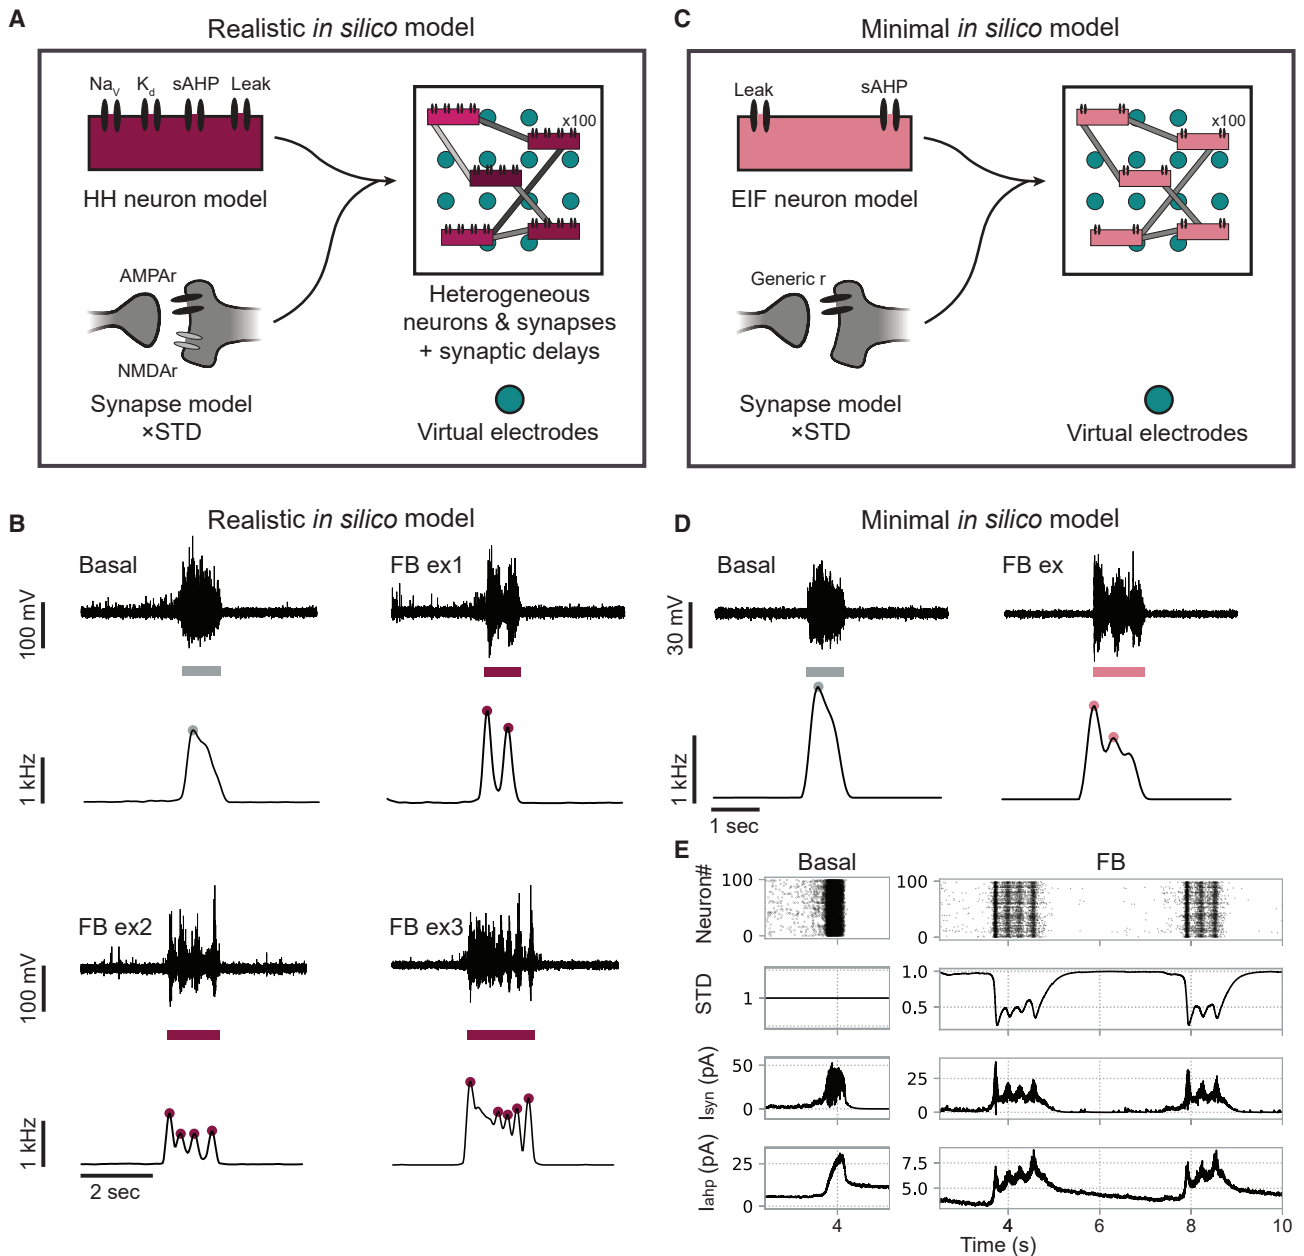 A
Realistic in silico model
NaV Kd sAHP Leak
HH neuron model
AMPAr
NMDAr
Synapse model
×STD
x100
Heterogeneous
neurons & synapses
+ synaptic delays
Virtual electrodes
C
Minimal in silico model
Leak sAHP
EIF neuron model
Generic r
Synapse model
×STD
x100
Virtual electrodes
B
Realistic in silico model
Basal
FB ex1
100 mV
1 kHz
FB ex2
FB ex3
100 mV
1 kHz
2 sec
D
Minimal in silico model
Basal
FB ex
30 mV
1 kHz
1 sec
E
Basal
FB
Neuron#
100
0
100
0
STD
1
1.0
0.5
Isyn (pA)
50
0
25
0
Iahp (pA)
25
0
7.5
5.0
4
4
6
8
10
Time (s)